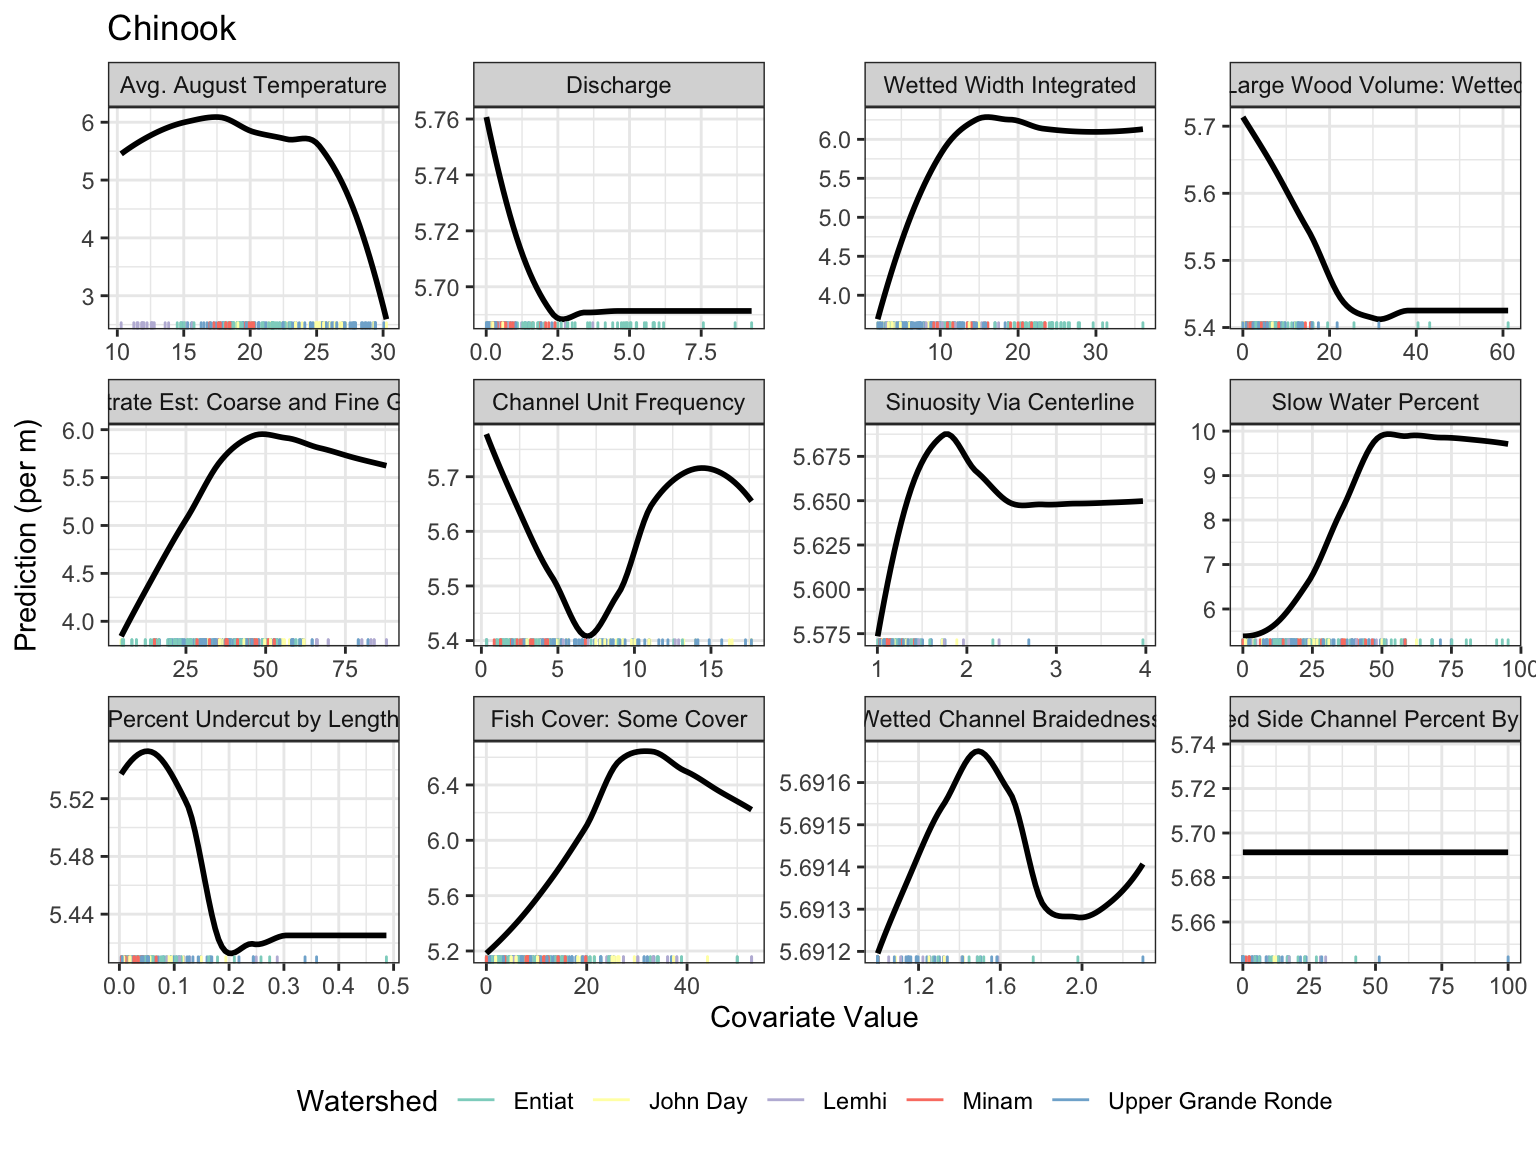 Chinook
Avg. August Temperature Discharge Wetted Width Integrated Large Wood Volume: Wetted
6 5 4 3
5.76 5.74 5.72 5.70
6.0 5.5 5.0 4.5 4.0
5.7 5.6 5.5 5.4
10 15 20 25 30
0.0 2.5 5.0 7.5
10 20 30
0 20 40 60
trate Est: Coarse and Fine G Channel Unit Frequency Sinuosity Via Centerline Slow Water Percent
6.0 5.5 5.0 4.5 4.0
5.7 5.6 5.5 5.4
5.675 5.650 5.625 5.600 5.575
10 9 8 7 6
25 50 75
0 5 10 15
1 2 3 4
0 25 50 75 100
Percent Undercut by Length Fish Cover: Some Cover Wetted Channel Braidedness ed Side Channel Percent By
5.52 5.48 5.44
6.4 6.0 5.6 5.2
5.6916 5.6915 5.6914 5.6913 5.6912
5.74 5.72 5.70 5.68 5.66
0.0 0.1 0.2 0.3 0.4 0.5
0 20 40
1.2 1.6 2.0
0 25 50 75 100
Prediction (per m)
Covariate Value
Watershed Entiat John Day Lemhi Minam Upper Grande Ronde